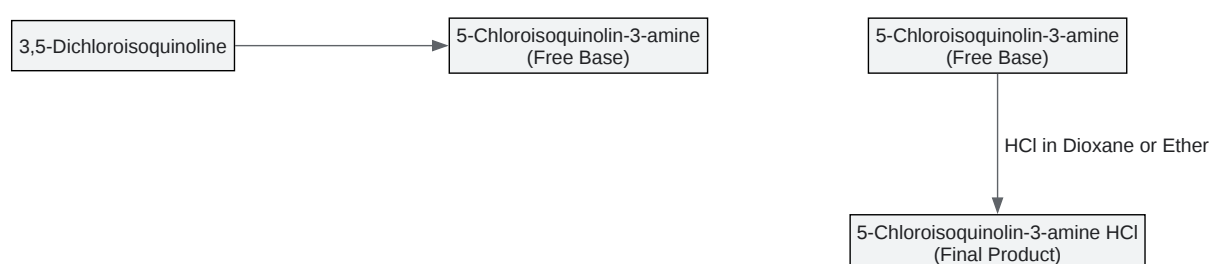 3,5-Dichloroisoquinoline
5-Chloroisoquinolin-3-amine
(Free Base)
5-Chloroisoquinolin-3-amine
(Free Base)
HCl in Dioxane or Ether
5-Chloroisoquinolin-3-amine HCl
(Final Product)